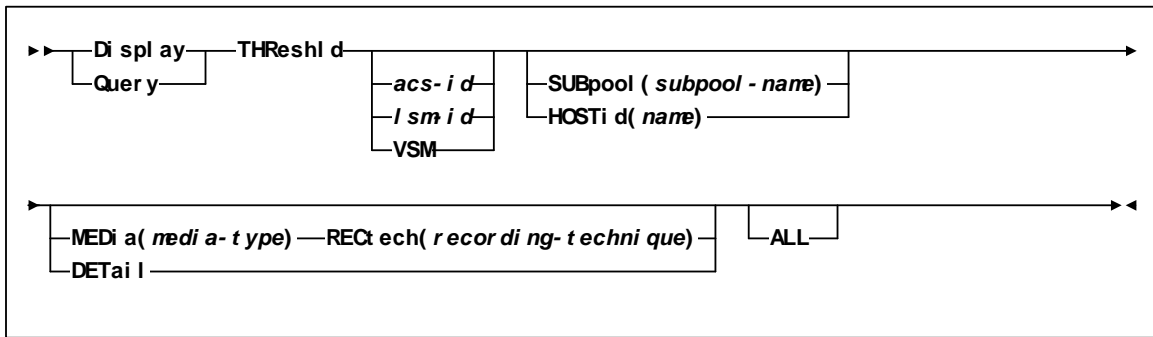 Display THReshld
Query
acs-id SUBpool(subpool-name)
lsm-id HOSTid(name)
VSM
MEDia(media-type) RECtech(recording-technique) ALL
DETail